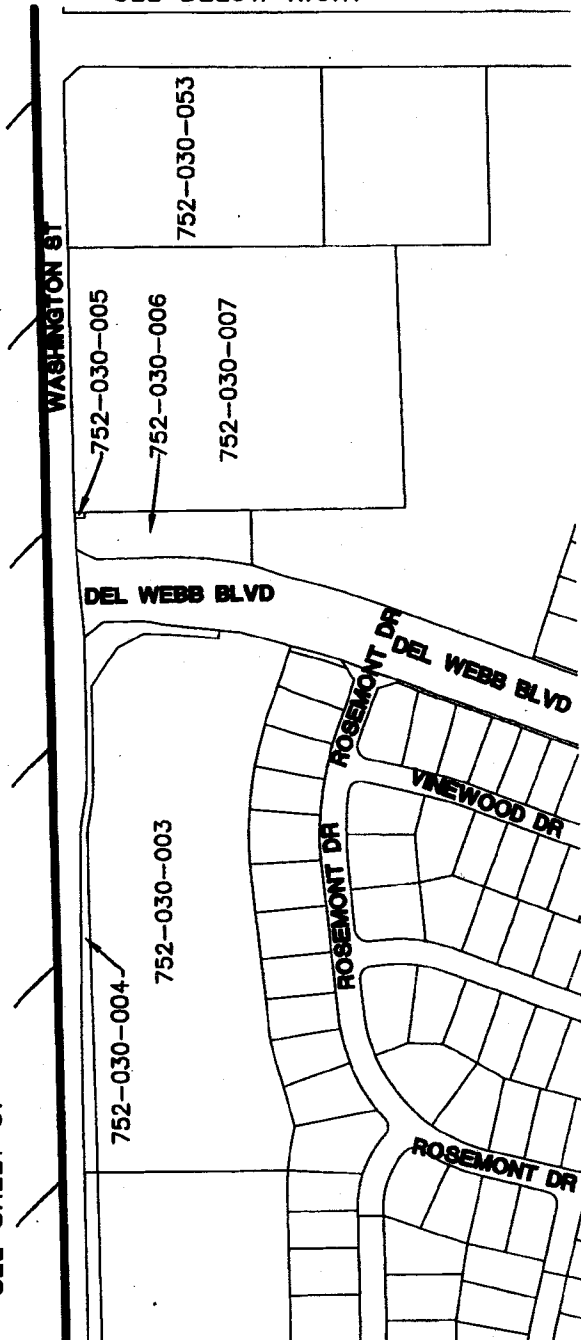 752-030-053
WASHINGTON ST
752-030-005
752-030-006
752-030-007
DEL WEBB BLVD
ROSEMONT DR
DEL WEBB BLVD
VINEWOOD DR
ROSEMONT DR
752-030-003
752-030-004
ROSEMONT DR